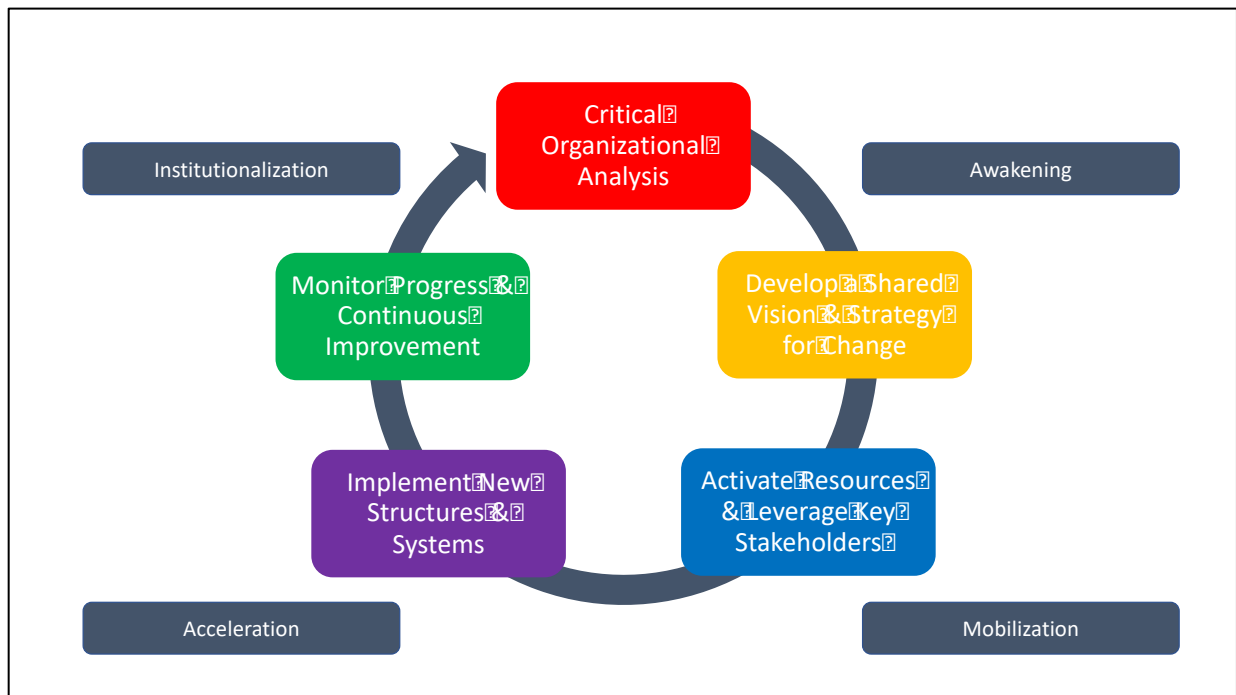 Critical
Organizational
Analysis
Institutionalization
Awakening
Monitor Progress &
Continuous
Improvement
Develop a Shared
Vision & Strategy
for Change
Implement New
Structures &
Systems
Activate Resources
& Leverage Key
Stakeholders
Acceleration
Mobilization